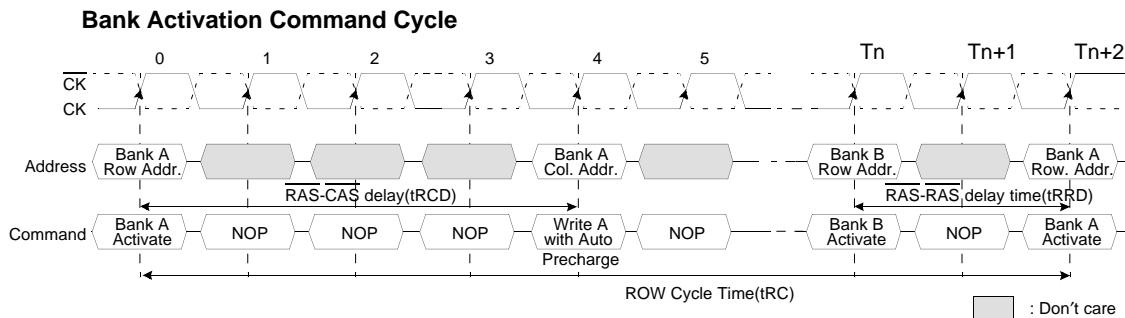 Bank Activation Command Cycle
0 1 2 3 4 5 Tn Tn+1 Tn+2
CK
CK
Address
Bank A
Row Addr.
Bank A
Col. Addr.
Bank B
Row Addr.
Bank A
Row. Addr.
RAS-CAS delay(tRCD)
RAS-RAS delay time(tRRD)
Command
Bank A
Activate
NOP
NOP
NOP
Write A
with Auto
Precharge
NOP
Bank B
Activate
NOP
Bank A
Activate
ROW Cycle Time(tRC)
: Don′t care